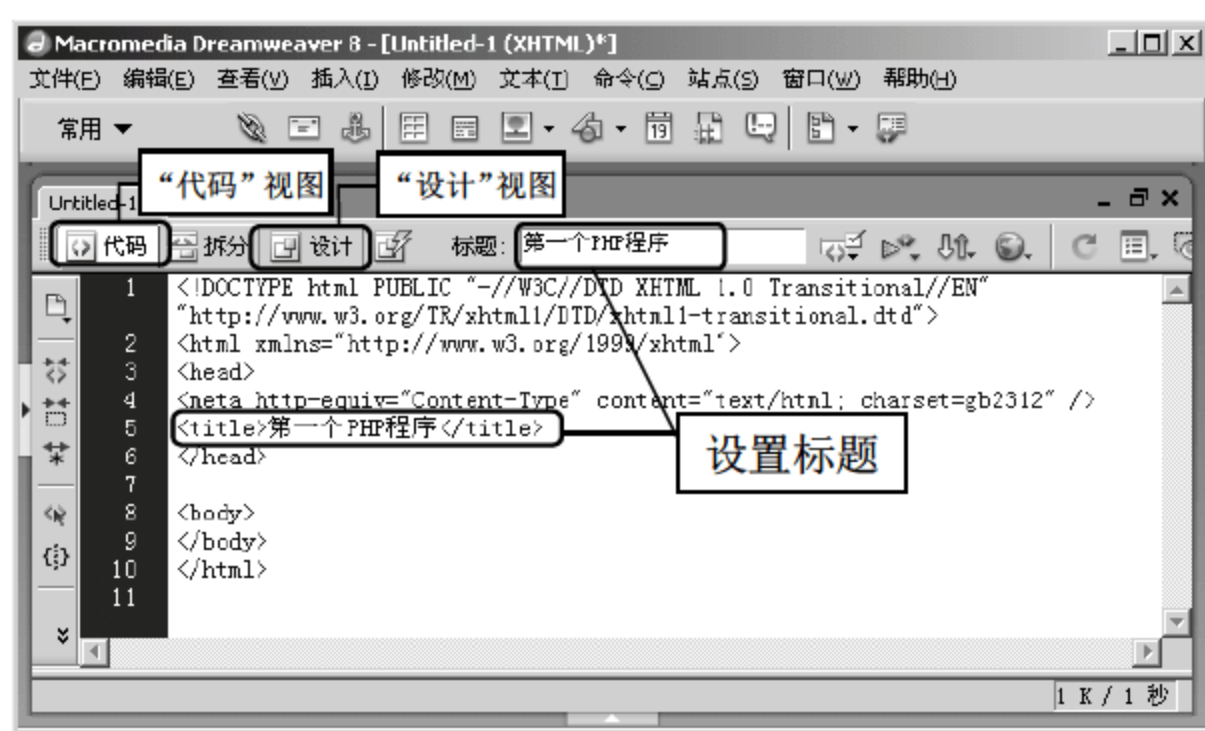 Macromedia Dreamweaver 8 - [Untitled-1 (XHTML)*]
文件(F) 编辑(E) 查看(V) 插入(I) 修改(M) 文本(T) 命令(C) 站点(S) 窗口(W) 帮助(H)
常用
19
“代码”视图
“设计”视图
Untitled-1
代码 拆分 设计 标题: 第一个PHP程序
1 <!DOCTYPE html PUBLIC "-//W3C//DTD XHTML 1.0 Transitional//EN"
"http://www.w3.org/TR/xhtml1/DTD/xhtml1-transitional.dtd">
2 <html xmlns="http://www.w3.org/1999/xhtml">
3 <head>
4 <meta http-equiv="Content-Type" content="text/html; charset=gb2312" />
5 <title>第一个PHP程序</title>
设置标题
6 </head>
7
8 <body>
9 </body>
10 </html>
11
1 K / 1 秒